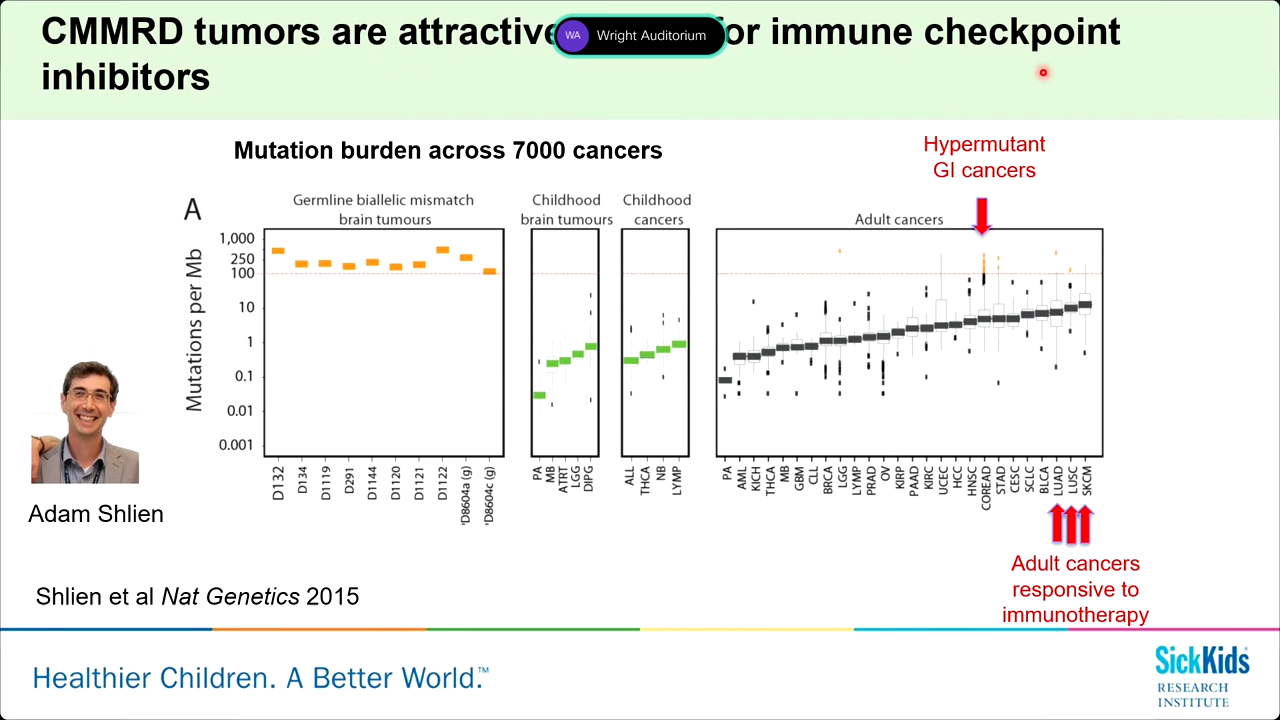 CMMRD tumors are attractive or immune checkpoint
inhibitors
WA Wright Auditorium
Mutation burden across 7000 cancers
Hypermutant
GI cancers
A
Germline biallelic mismatch
brain tumours
Childhood
brain tumours
Childhood
cancers
Adult cancers
Mutations per Mb
1,000
250
100
10
1
0.1
0.01
0.001
D132
D134
D1119
D291
D1144
D1120
D1121
D1122
'D8604a (g)
'D8604c (g)
PA
MB
ATRT
LGG
DIPG
ALL
THCA
NB
LYMP
PA
AML
KICH
THCA
MB
GBM
CLL
BRCA
LGG
LYMP
PRAD
OV
KIRP
PAAD
KIRC
UCEC
HCC
HNSC
COREAD
STAD
CESC
SCLC
BLCA
LUAD
LUSC
SKCM
Adam Shlien
Adult cancers
responsive to
immunotherapy
Shlien et al Nat Genetics 2015
Healthier Children. A Better World.™
SickKids
RESEARCH
INSTITUTE